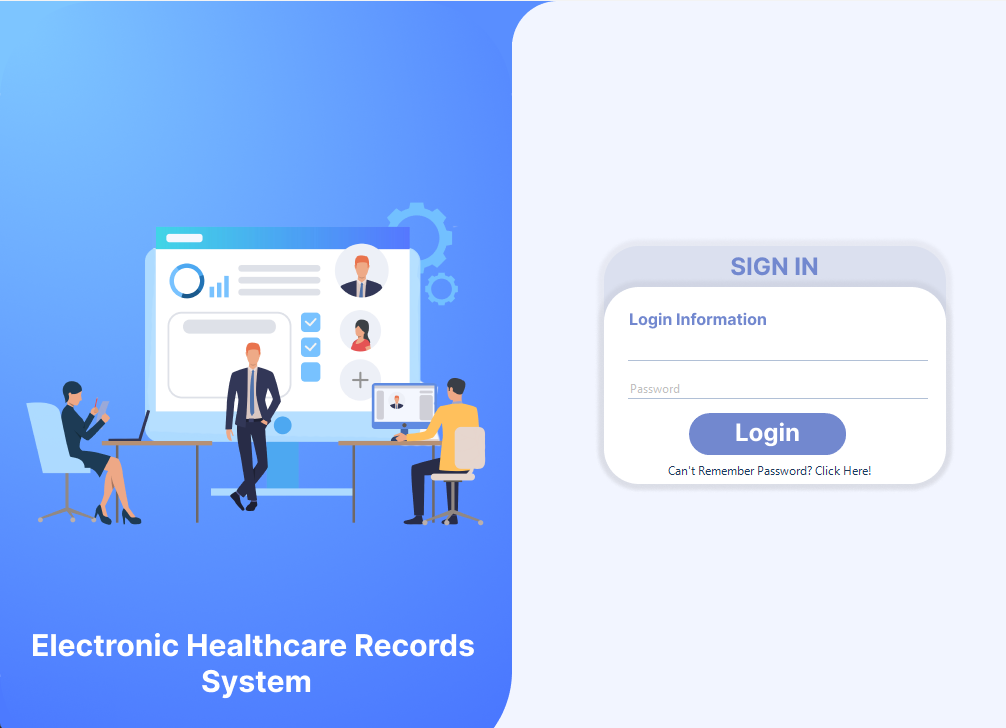 Electronic Healthcare Records
System
SIGN IN
Login Information
Password
Login
Can't Remember Password? Click Here!